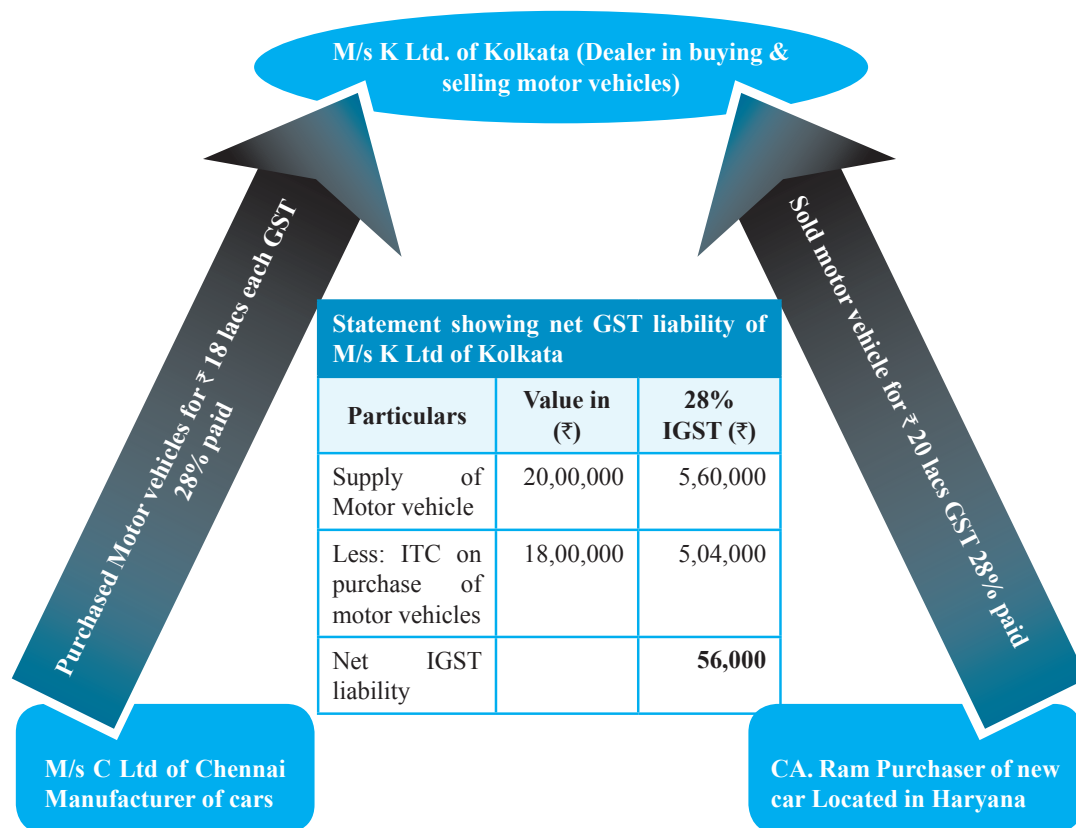 M/s K Ltd. of Kolkata (Dealer in buying &
selling motor vehicles)
Purchased Motor vehicles for ₹ 18 lacs each GST
28% paid
Sold motor vehicle for ₹ 20 lacs GST 28% paid
Statement showing net GST liability of
M/s K Ltd of Kolkata
Particulars
Value in
(₹)
28%
IGST (₹)
Supply of
Motor vehicle
20,00,000
5,60,000
Less: ITC on
purchase of
motor vehicles
18,00,000
5,04,000
Net IGST
liability
56,000
M/s C Ltd of Chennai
Manufacturer of cars
CA. Ram Purchaser of new
car Located in Haryana